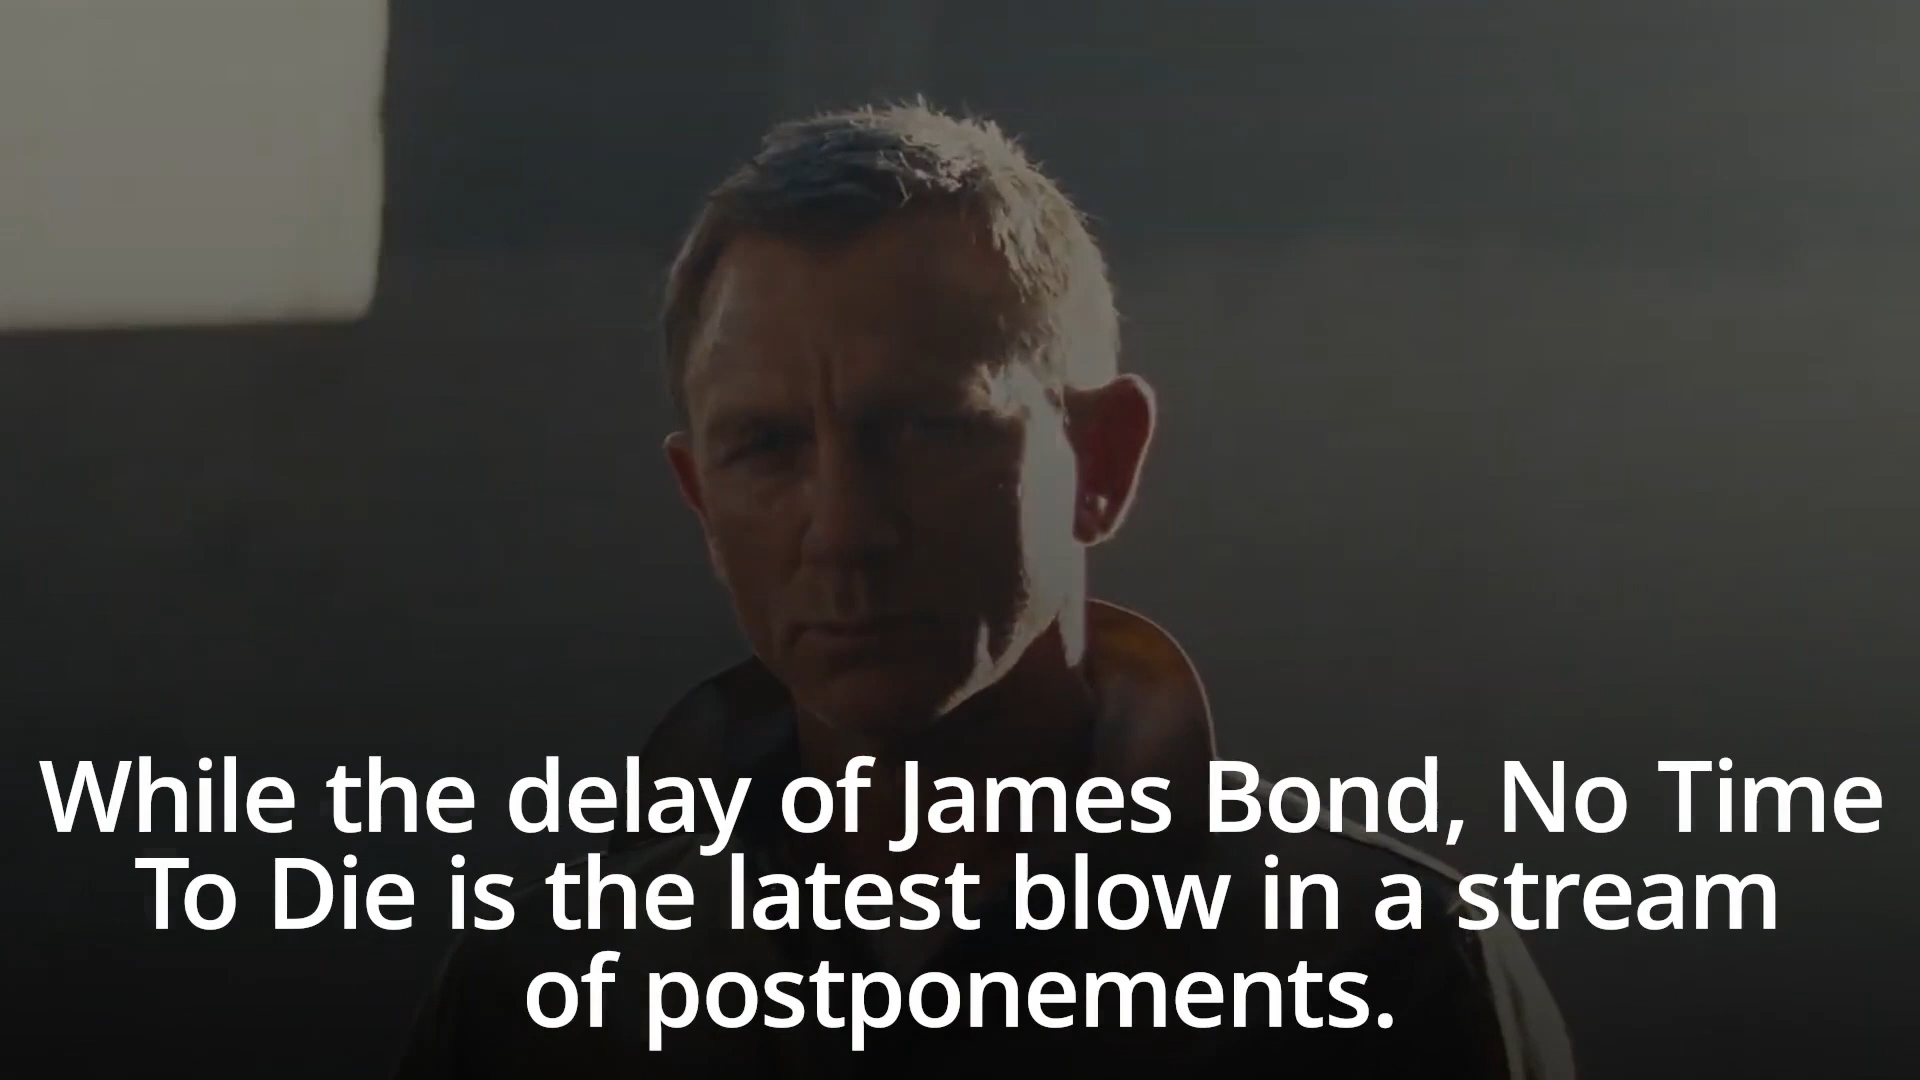 While the delay of James Bond, No Time
To Die is the latest blow in a stream
of postponements.